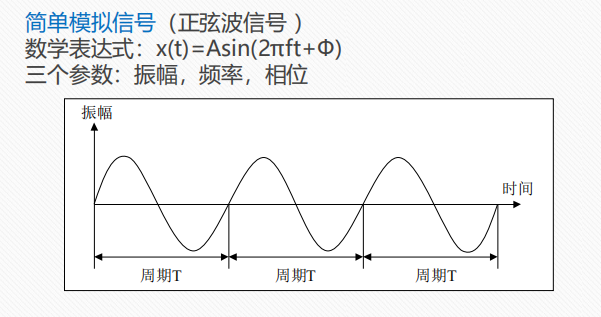 简单模拟信号（正弦波信号 ）
数学表达式：x(t)=Asin(2πft+Φ)
三个参数：振幅，频率，相位
振幅
时间
周期T
周期T
周期T